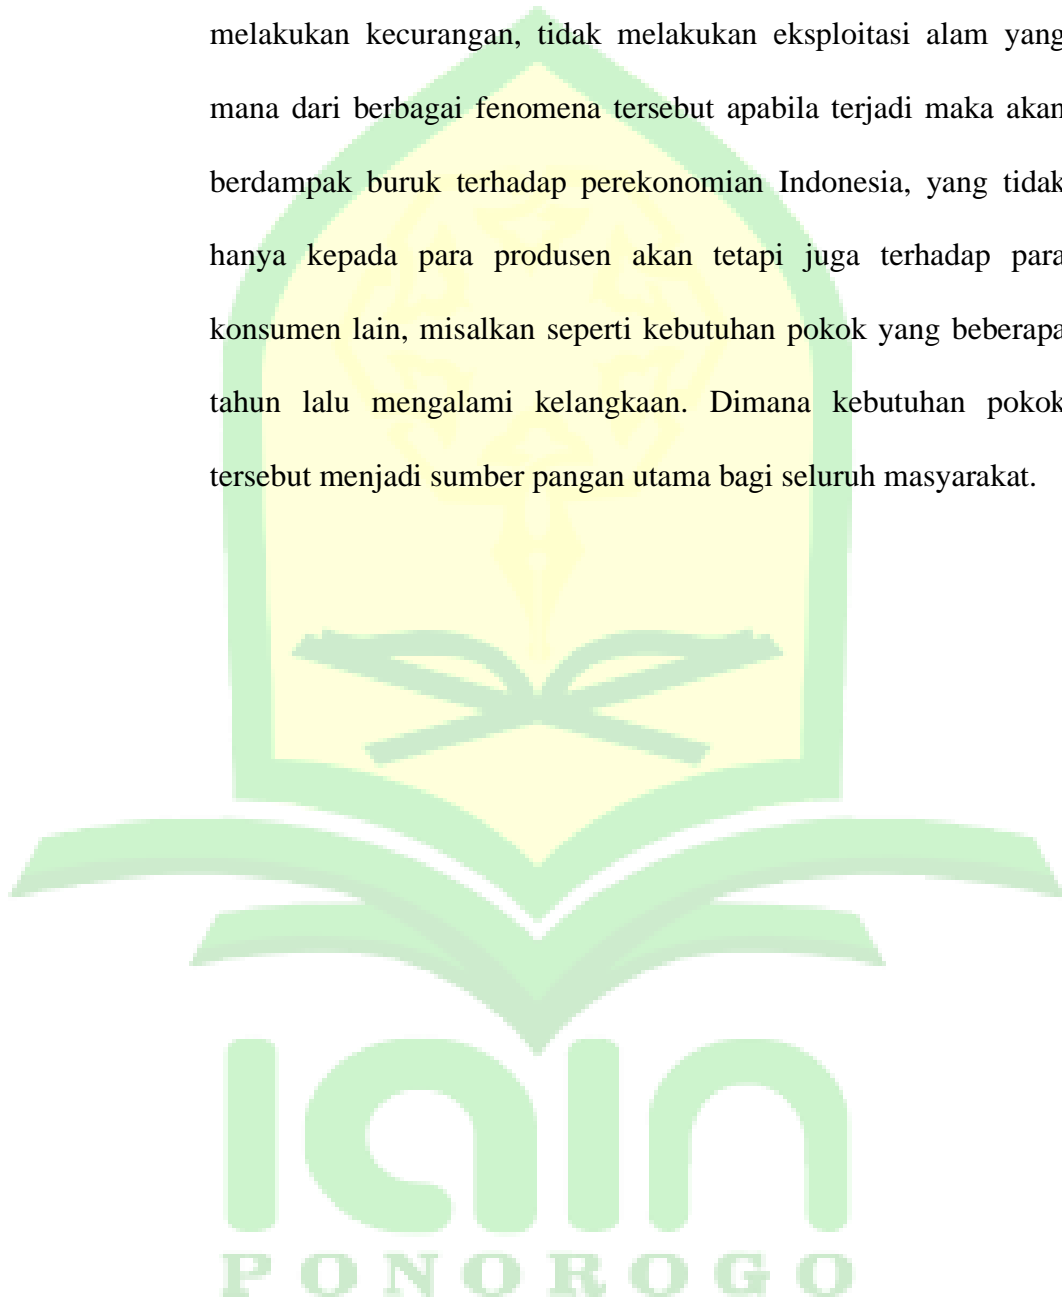 melakukan kecurangan, tidak melakukan eksploitasi alam yang
mana dari berbagai fenomena tersebut apabila terjadi maka akan
berdampak buruk terhadap perekonomian Indonesia, yang tidak
hanya kepada para produsen akan tetapi juga terhadap para
konsumen lain, misalkan seperti kebutuhan pokok yang beberapa
tahun lalu mengalami kelangkaan. Dimana kebutuhan pokok
tersebut menjadi sumber pangan utama bagi seluruh masyarakat.
iain
PONOROGO